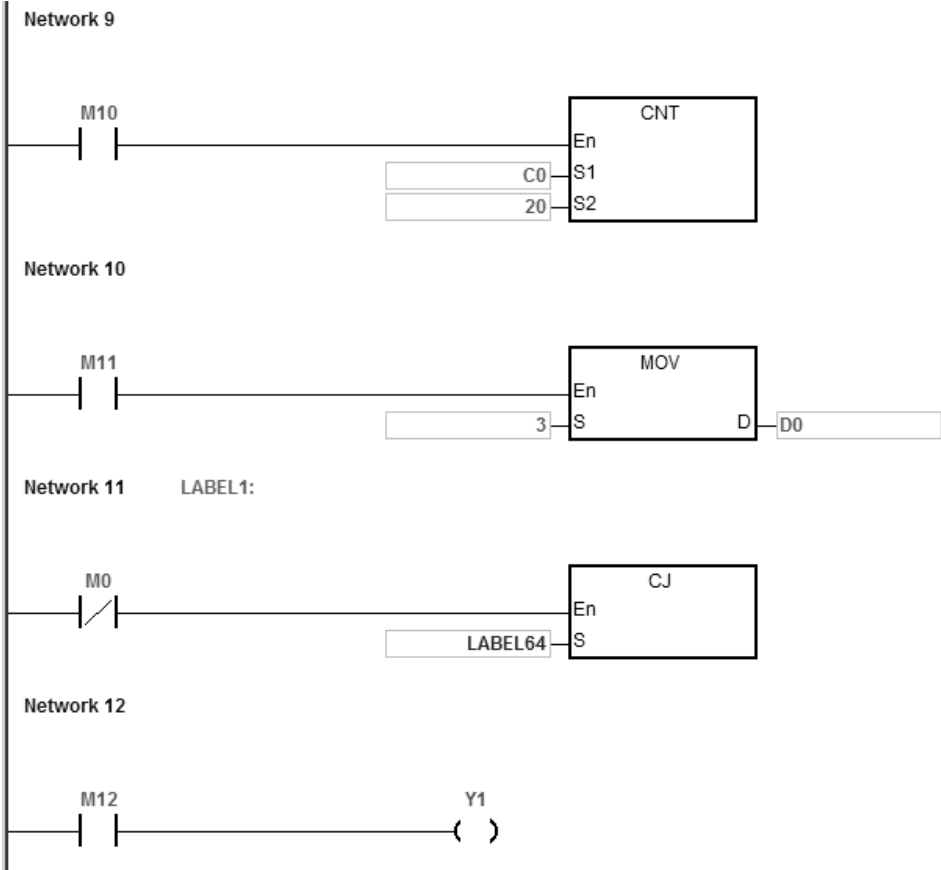 Network 9
M10
CNT
En
C0 S1
20 S2
Network 10
M11
MOV
En
3 S D D0
Network 11 LABEL1:
M0
CJ
En
LABEL64 S
Network 12
M12 Y1